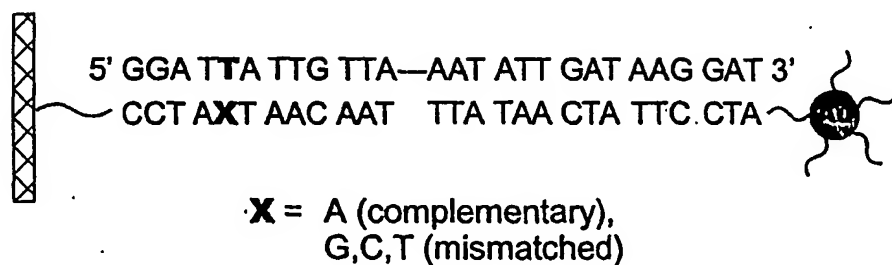 5' GGA TTA TTG TTA—AAT ATT GAT AAG GAT 3'
CCT AXT AAC AAT TTA TAA CTA TTC CTA
Au
X = A (complementary),
G,C,T (mismatched)